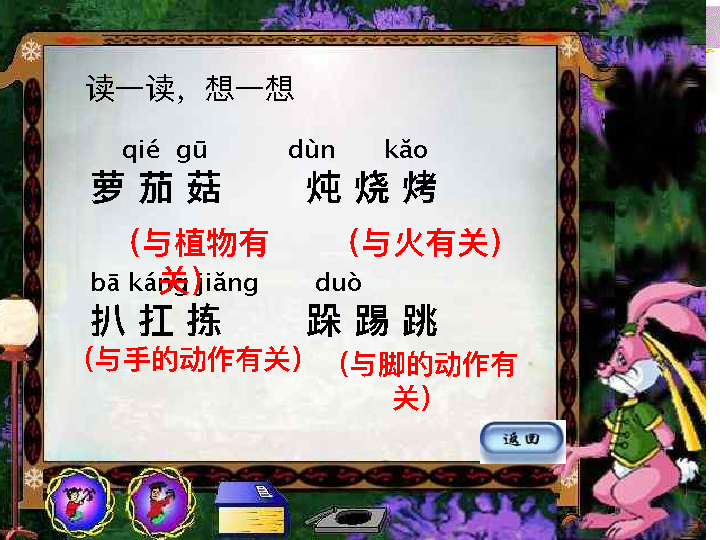 读一读，想一想
qié gū dùn kǎo
萝 茄 菇 炖 烧 烤
（与植物有关） （与火有关）
bā káng jiǎng duò
扒 扛 拣 跺 踢 跳
（与手的动作有关） （与脚的动作有关）
返回